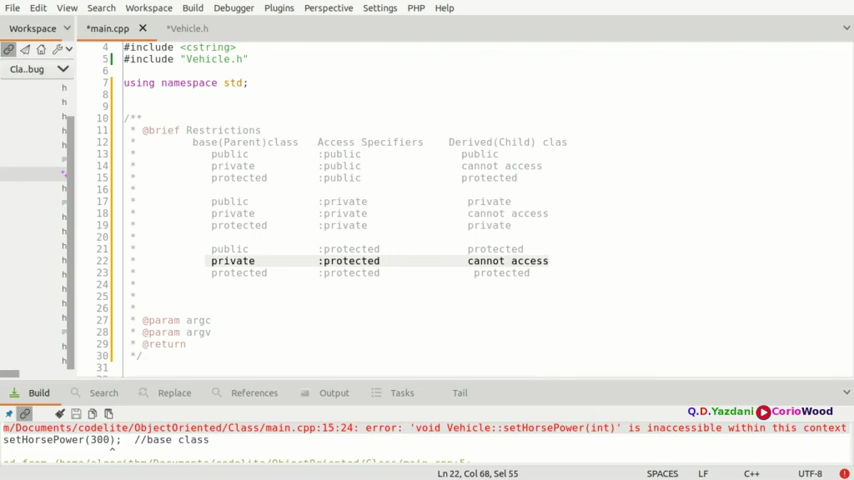 File Edit View Search Workspace Build Debugger Plugins Perspective Settings PHP Help
Workspace *main.cpp *Vehicle.h
Cla..bug
4 #include <cstring>
5 #include "Vehicle.h"
6
7 using namespace std;
8
9
10 /**
11 * @brief Restrictions
12 * base(Parent)class Access Specifiers Derived(Child) clas
13 * public :public public
14 * private :public cannot access
15 * protected :public protected
16 *
17 * public :private private
18 * private :private cannot access
19 * protected :private private
20 *
21 * public :protected protected
22 * private :protected cannot access
23 * protected :protected protected
24 *
25 *
26 *
27 * @param argc
28 * @param argv
29 * @return
30 */
31
Build Search Replace References Output Tasks Tail
Q.D.Yazdani CorioWood
m/Documents/codelite/ObjectOriented/Class/main.cpp:15:24: error: 'void Vehicle::setHorsePower(int)' is inaccessible within this context
setHorsePower(300); //base class
^
Ln 22, Col 68, Sel 55 SPACES LF C++ UTF-8